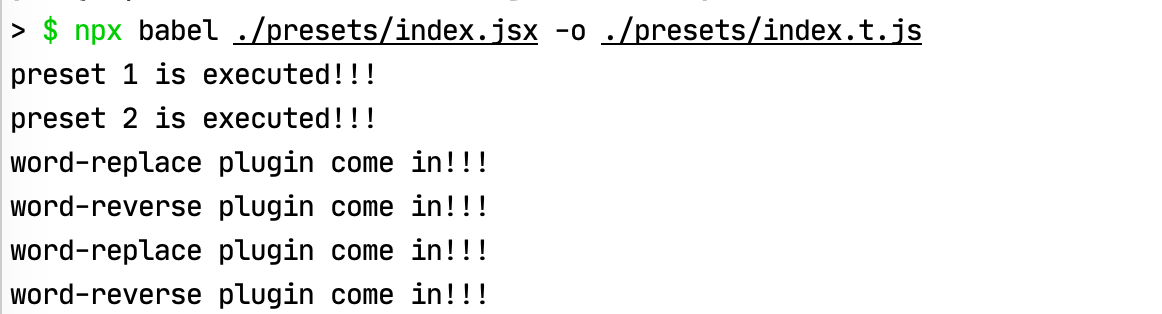 > $ npx babel ./presets/index.jsx -o ./presets/index.t.js
preset 1 is executed!!!
preset 2 is executed!!!
word-replace plugin come in!!!
word-reverse plugin come in!!!
word-replace plugin come in!!!
word-reverse plugin come in!!!